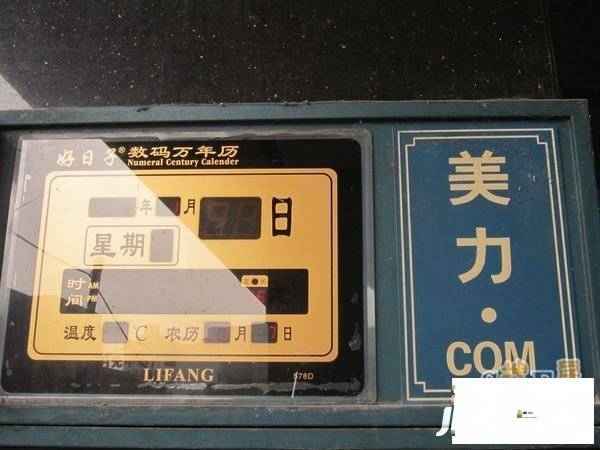 好日子®数码万年历
Numeral Century Calender
年 月 日
星期
时间 AM PM
温度 ℃ 农历 月 日
LIFANG
578D
美力·COM